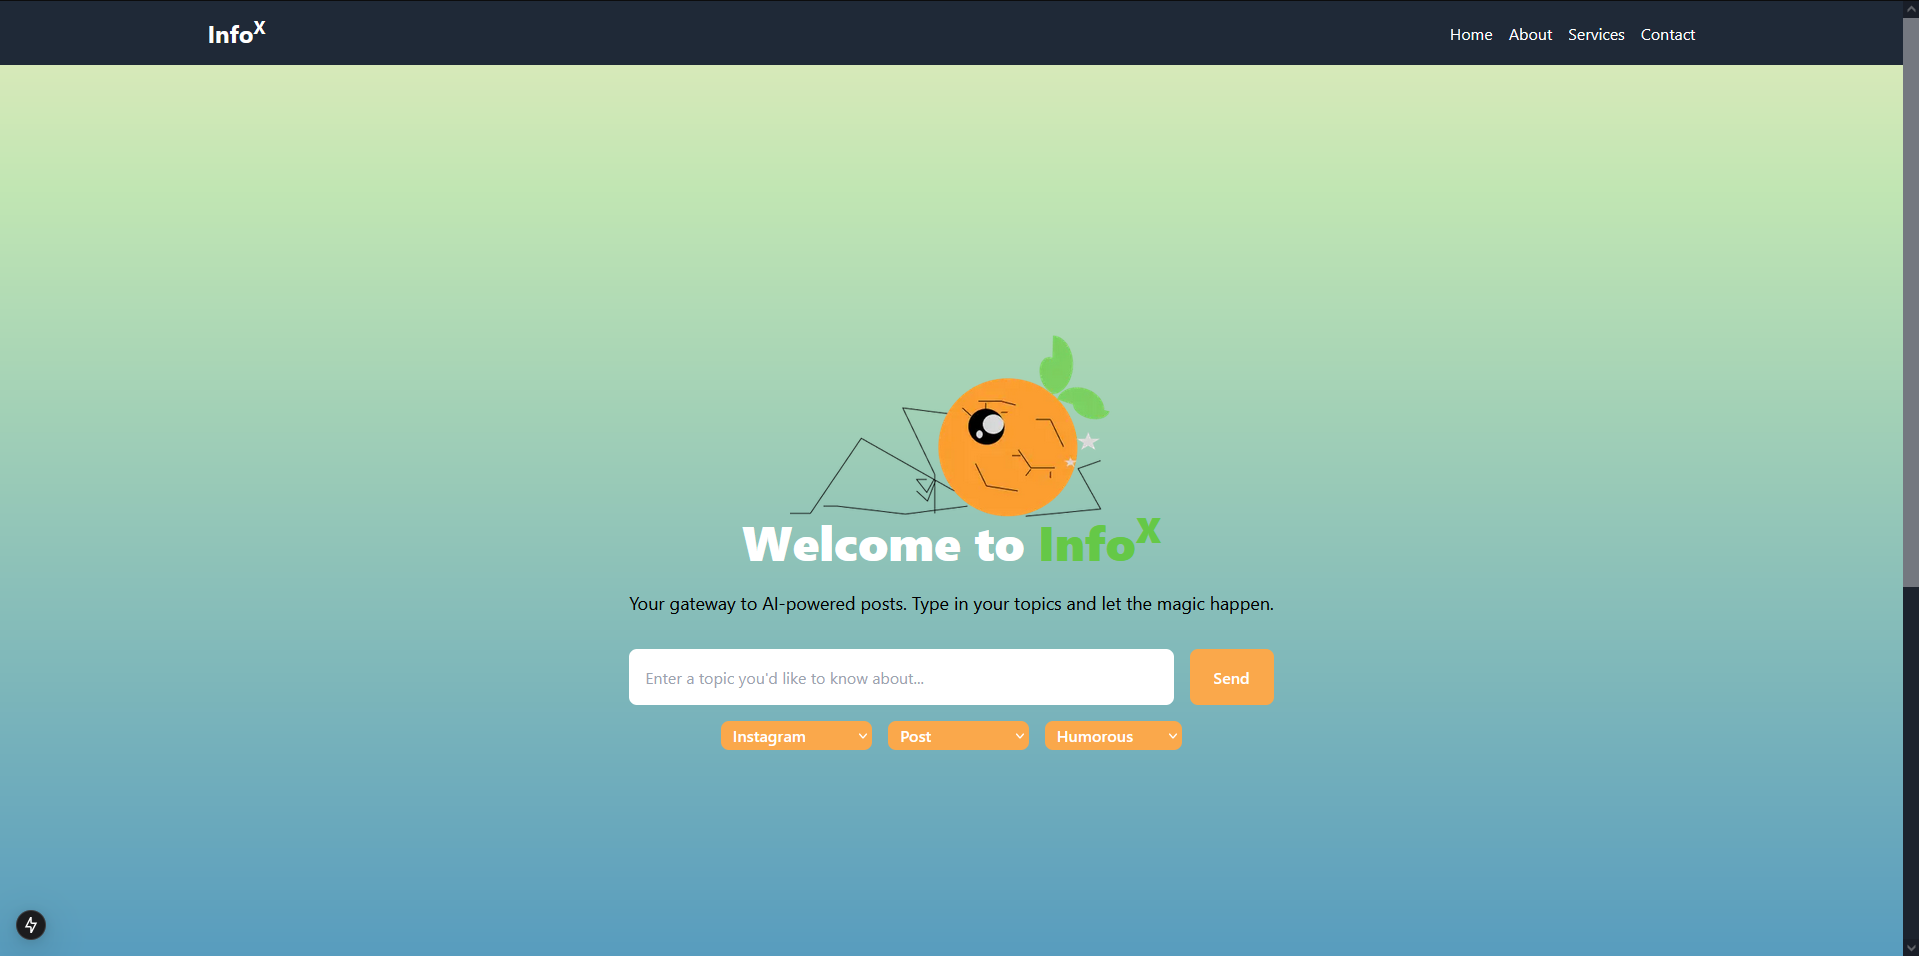 Info^X
Home About Services Contact
Welcome to Info^X
Your gateway to AI-powered posts. Type in your topics and let the magic happen.
Enter a topic you'd like to know about...
Send
Instagram Post Humorous